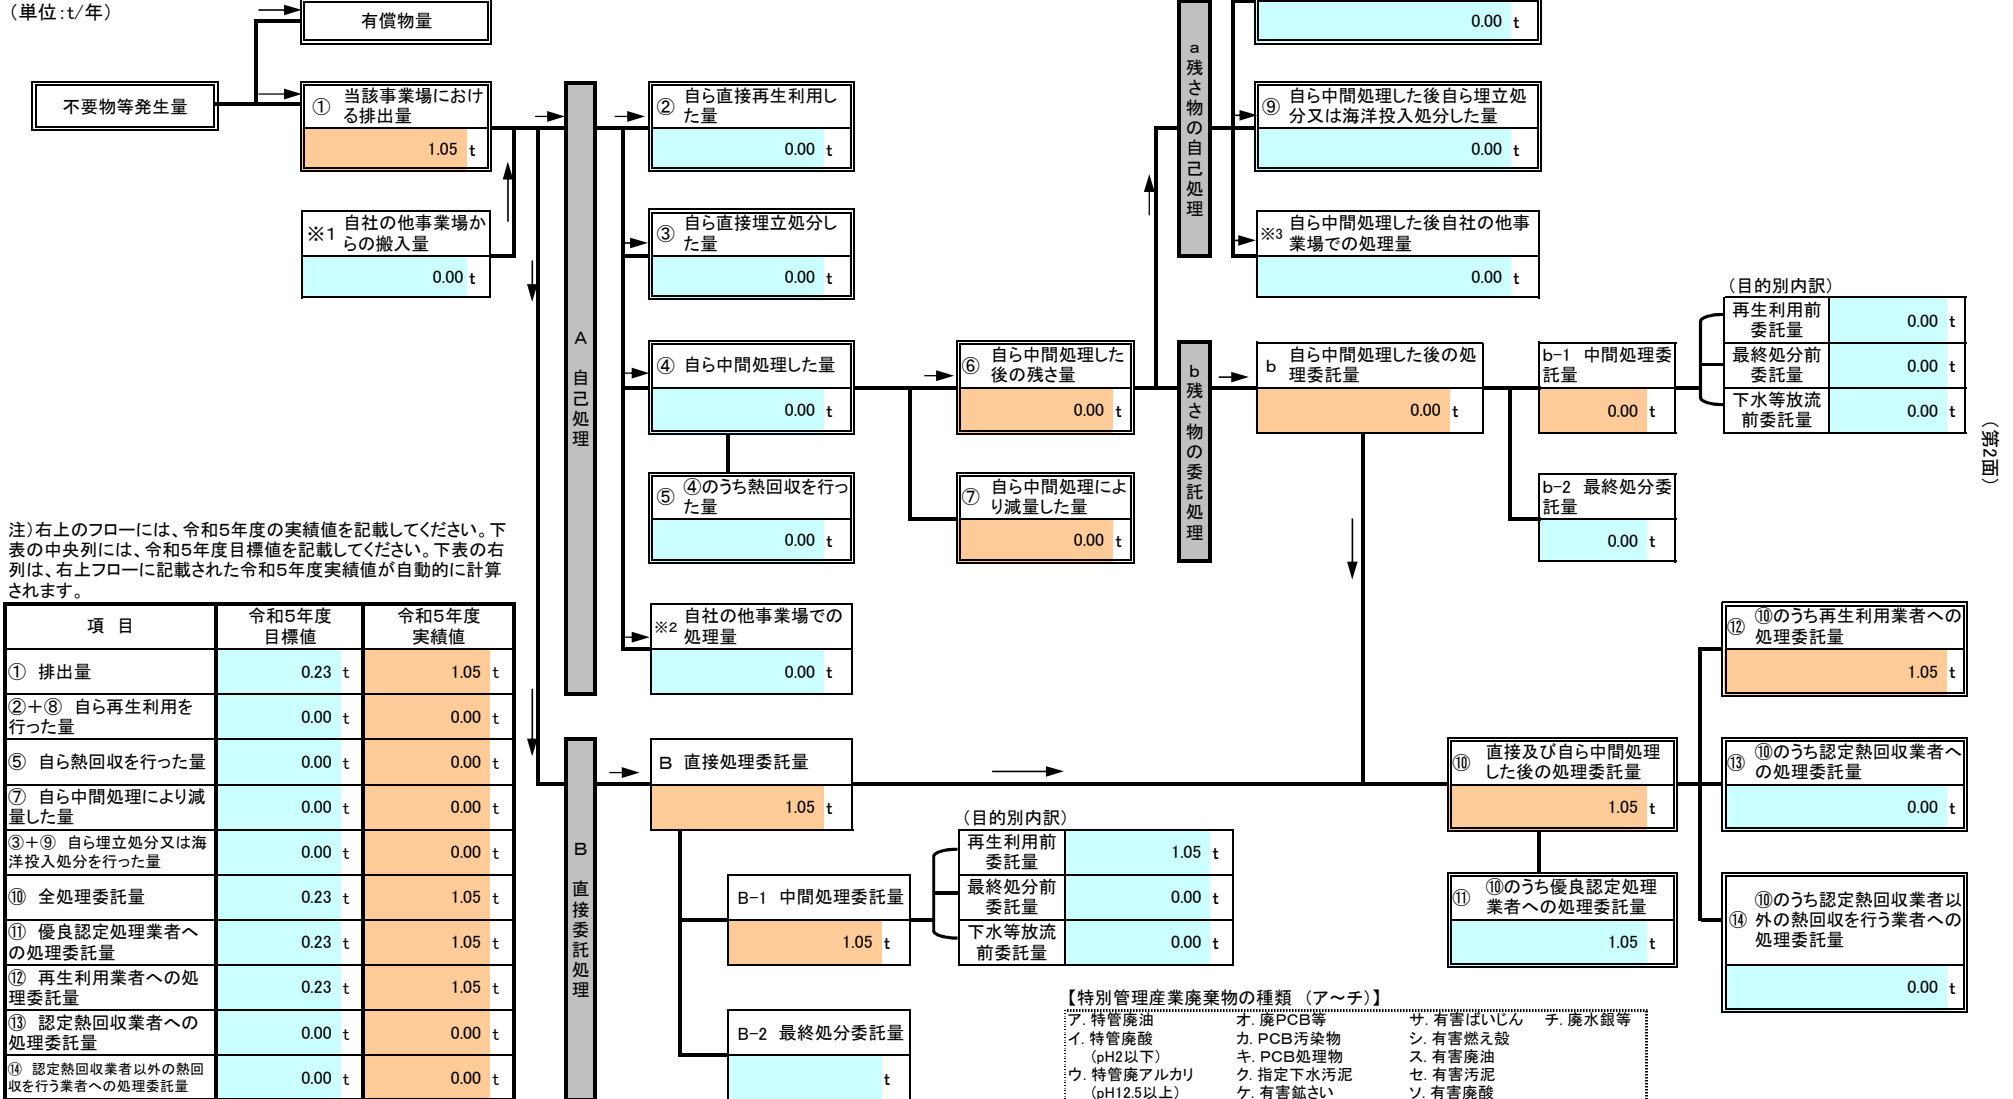 （単位：t/年）
有償物量
不要物等発生量
① 当該事業場におけ
る排出量
1.05 t
※1 自社の他事業場か
らの搬入量
0.00 t
A 自己処理
② 自ら直接再生利用し
た量
0.00 t
③ 自ら直接埋立処分し
た量
0.00 t
④ 自ら中間処理した量
0.00 t
⑤ ④のうち熱回収を行っ
た量
0.00 t
※2 自社の他事業場での
処理量
0.00 t
⑥ 自ら中間処理した
後の残さ量
0.00 t
⑦ 自ら中間処理によ
り減量した量
0.00 t
a 残さ物の自己処理
0.00 t
⑨ 自ら中間処理した後自ら埋立処
分又は海洋投入処分した量
0.00 t
※3 自ら中間処理した後自社の他事
業場での処理量
0.00 t
b 残さ物の委託処理
b 自ら中間処理した後の処
理委託量
0.00 t
b-1 中間処理委
託量
0.00 t
b-2 最終処分委
託量
0.00 t
（目的別内訳）
再生利用前
委託量
0.00 t
最終処分前
委託量
0.00 t
下水等放流
前委託量
0.00 t
（第2面）
注）右上のフローには、令和5年度の実績値を記載してください。下
表の中央列には、令和5年度目標値を記載してください。下表の右
列は、右上フローに記載された令和5年度実績値が自動的に計算
されます。
項 目
令和5年度
目標値
令和5年度
実績値
① 排出量 0.23 t 1.05 t
②＋⑧ 自ら再生利用を
行った量
0.00 t 0.00 t
⑤ 自ら熱回収を行った量 0.00 t 0.00 t
⑦ 自ら中間処理により減
量した量
0.00 t 0.00 t
③＋⑨ 自ら埋立処分又は海
洋投入処分を行った量
0.00 t 0.00 t
⑩ 全処理委託量 0.23 t 1.05 t
⑪ 優良認定処理業者へ
の処理委託量
0.23 t 1.05 t
⑫ 再生利用業者への処
理委託量
0.23 t 1.05 t
⑬ 認定熱回収業者への
処理委託量
0.00 t 0.00 t
⑭ 認定熱回収業者以外の熱回
収を行う業者への処理委託量
0.00 t 0.00 t
B 直接委託処理
B 直接処理委託量
1.05 t
B-1 中間処理委託量
1.05 t
B-2 最終処分委託量
t
（目的別内訳）
再生利用前
委託量
1.05 t
最終処分前
委託量
0.00 t
下水等放流
前委託量
0.00 t
⑩ 直接及び自ら中間処理
した後の処理委託量
1.05 t
⑪ ⑩のうち優良認定処理
業者への処理委託量
1.05 t
⑫ ⑩のうち再生利用業者への
処理委託量
1.05 t
⑬ ⑩のうち認定熱回収業者へ
の処理委託量
0.00 t
⑭ ⑩のうち認定熱回収業者以
外の熱回収を行う業者への
処理委託量
0.00 t
【特別管理産業廃棄物の種類 （ア～チ）】
ア. 特管廃油 オ. 廃PCB等 サ. 有害ばいじん チ. 廃水銀等
イ. 特管廃酸 カ. PCB汚染物 シ. 有害燃え殻
（pH2以下） キ. PCB処理物 ス. 有害廃油
ウ. 特管廃アルカリ ク. 指定下水汚泥 セ. 有害汚泥
（pH12.5以上） ケ. 有害鉱さい ソ. 有害廃酸